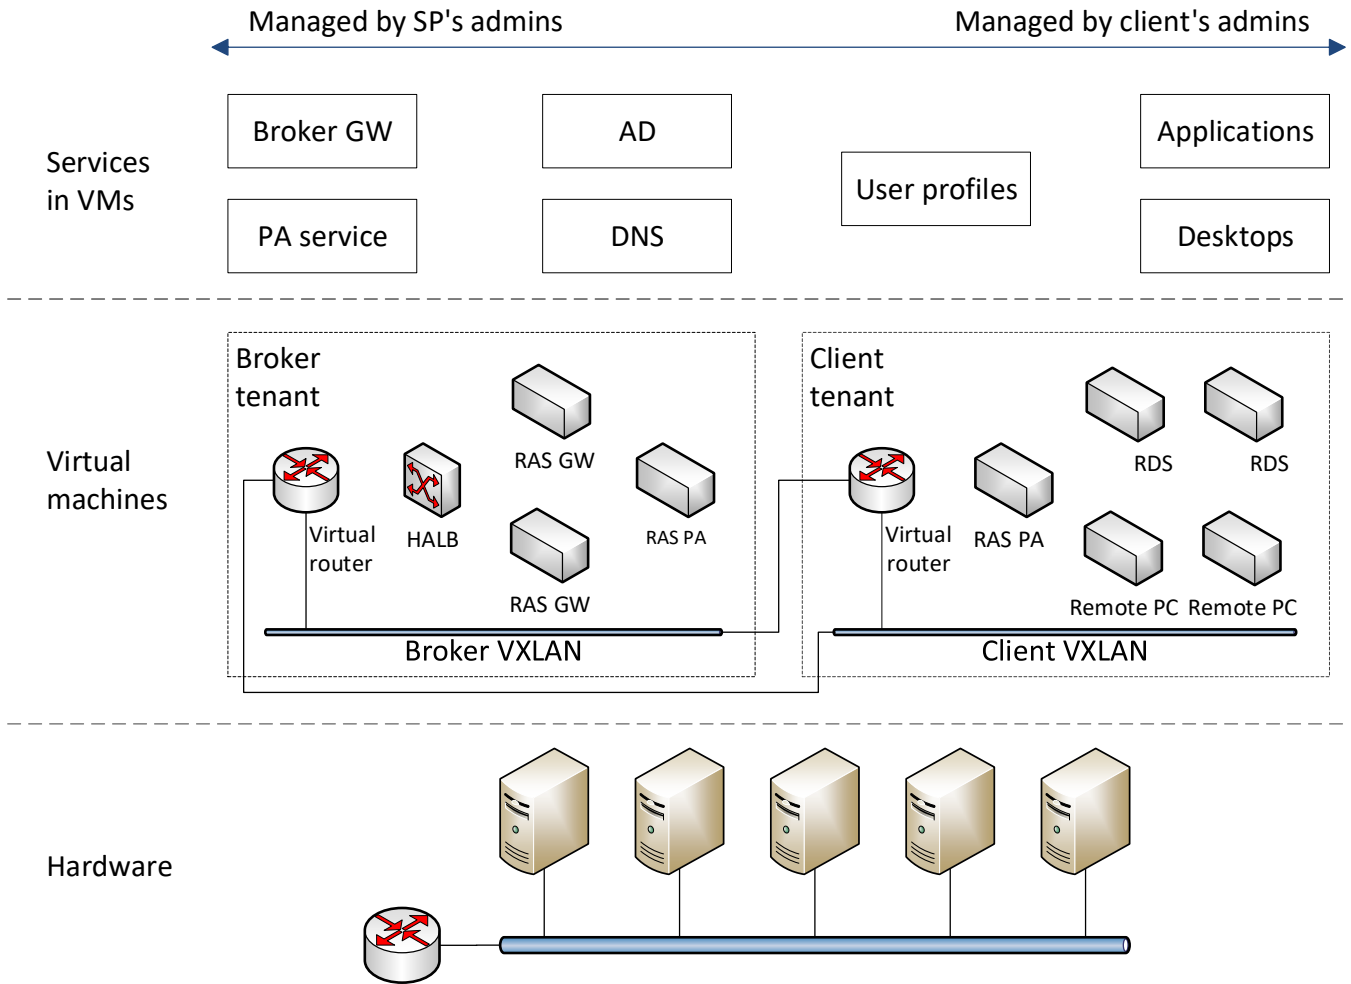 Managed by SP's admins
Managed by client's admins
Services
in VMs
Broker GW
AD
Applications
User profiles
PA service
DNS
Desktops
Virtual
machines
Broker
tenant
RAS GW
Virtual
router
HALB
RAS PA
RAS GW
Broker VXLAN
Client
tenant
RDS
RDS
Virtual
router
RAS PA
Remote PC
Remote PC
Client VXLAN
Hardware